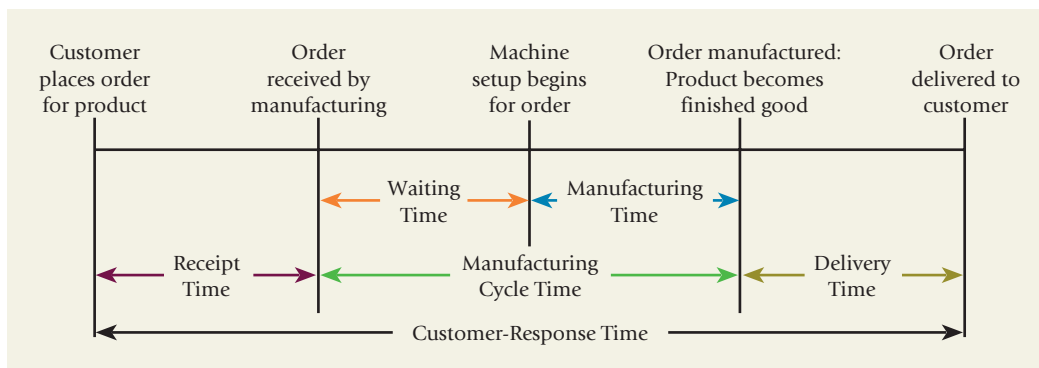 Customer
places order
for product
Order
received by
manufacturing
Machine
setup begins
for order
Order manufactured:
Product becomes
finished good
Order
delivered to
customer
Waiting
Time
Manufacturing
Time
Receipt
Time
Manufacturing
Cycle Time
Delivery
Time
Customer-Response Time